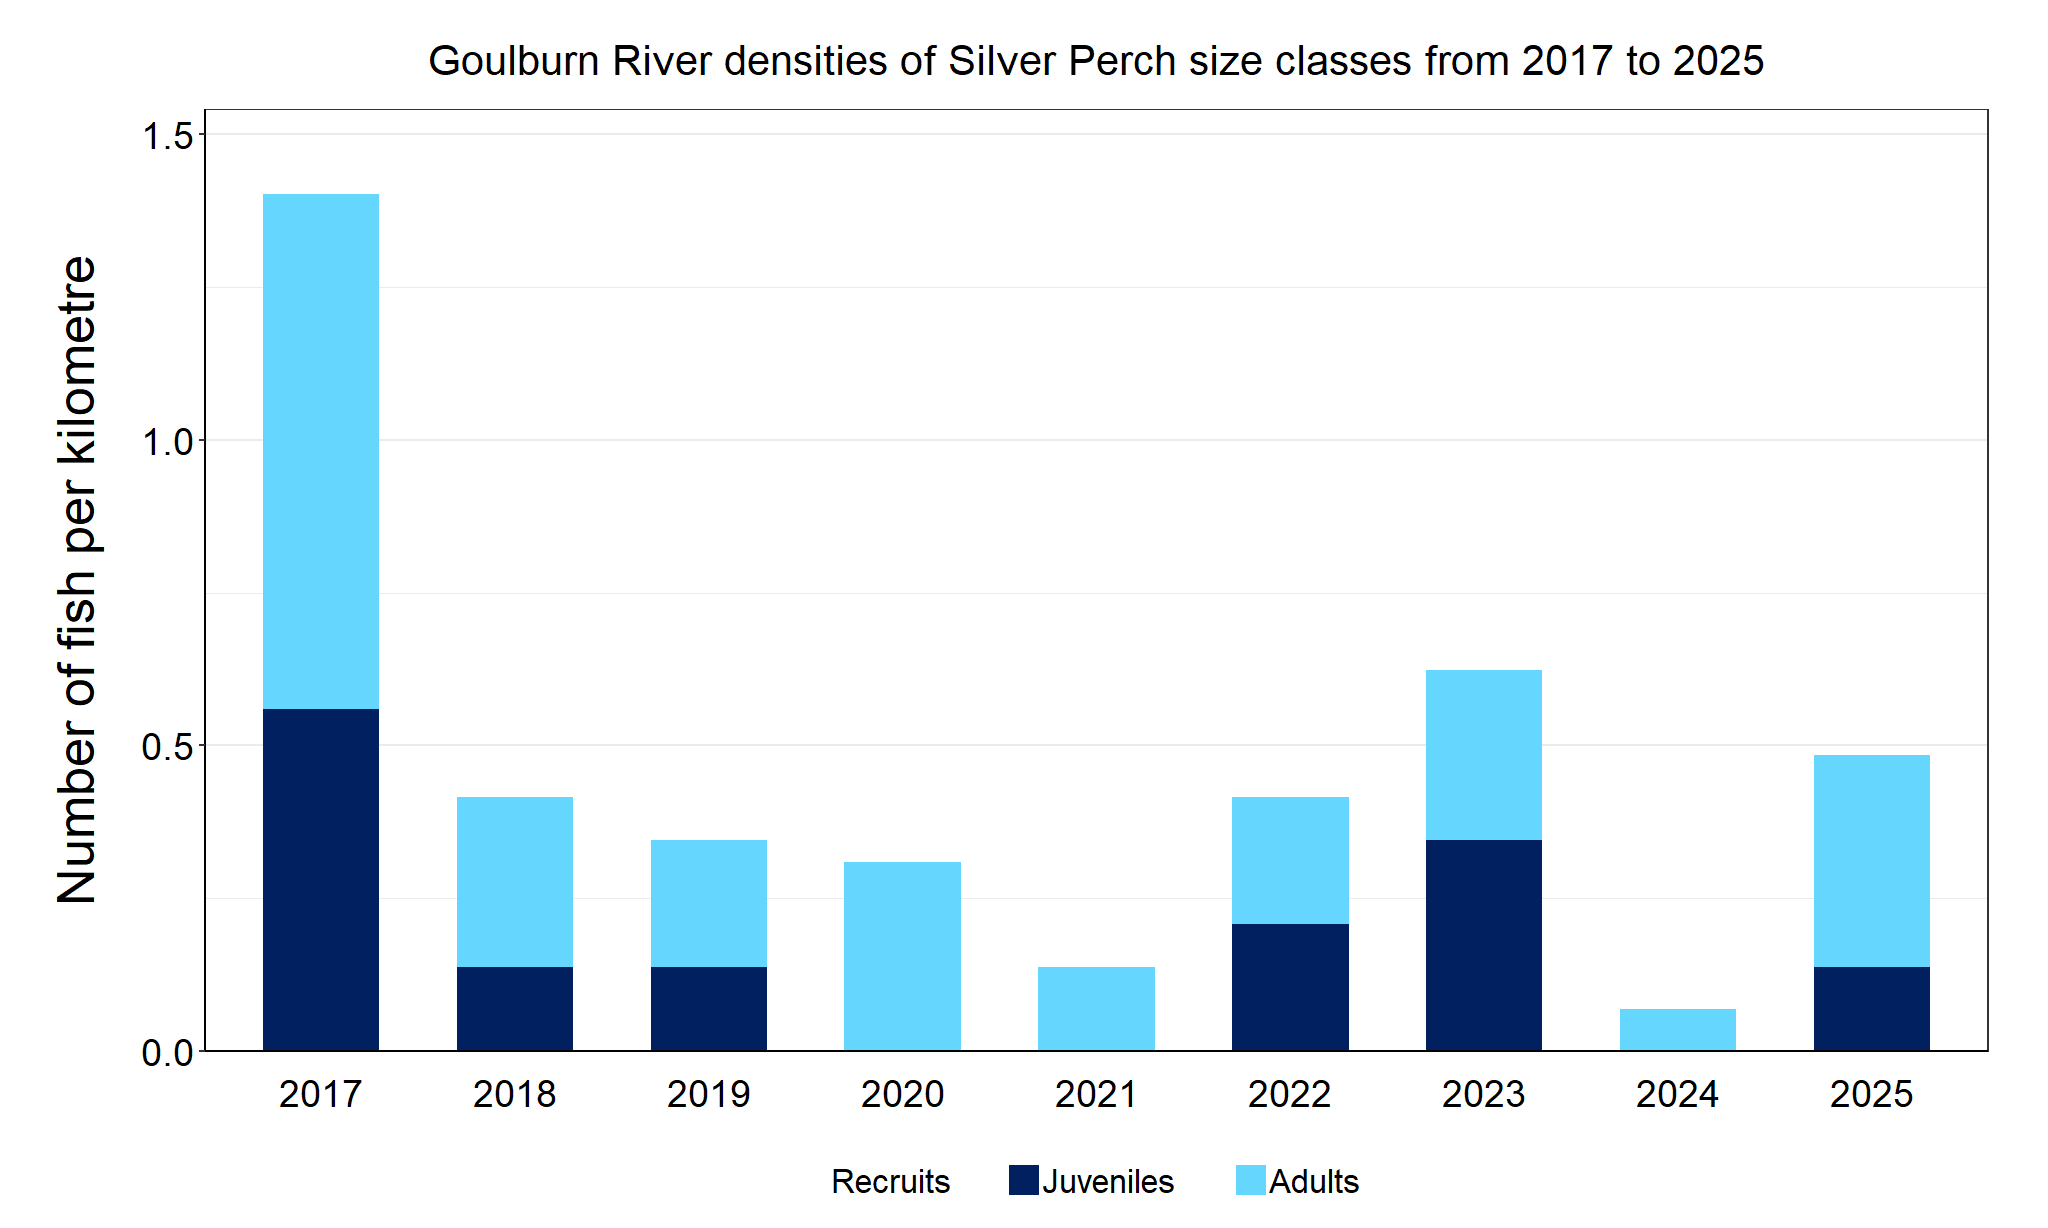 Goulburn River densities of Silver Perch size classes from 2017 to 2025
Number of fish per kilometre
1.5
1.0
0.5
0.0
2017 2018 2019 2020 2021 2022 2023 2024 2025
Recruits Juveniles Adults